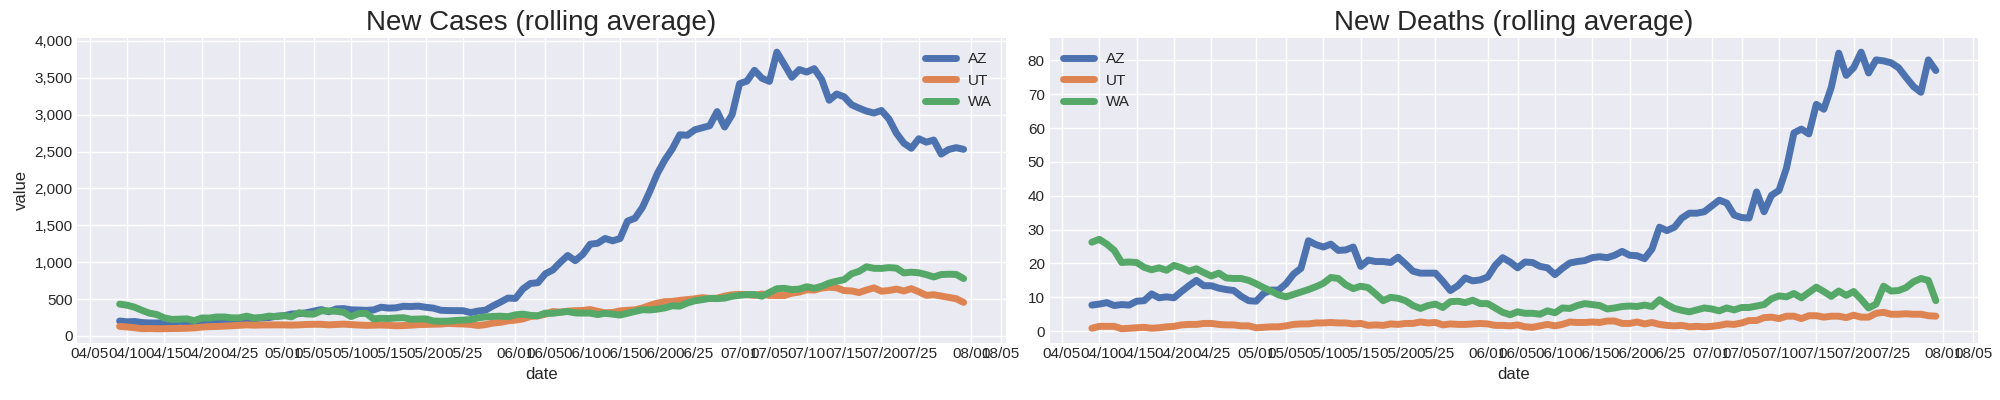 New Cases (rolling average)
4,000
3,500
3,000
2,500
2,000
1,500
1,000
500
0
value
AZ
UT
WA
04/05 04/10 04/15 04/20 04/25 05/01 05/05 05/10 05/15 05/20 05/25 06/01 06/05 06/10 06/15 06/20 06/25 07/01 07/05 07/10 07/15 07/20 07/25 08/01 08/05
date
New Deaths (rolling average)
AZ
UT
WA
80
70
60
50
40
30
20
10
0
04/05 04/10 04/15 04/20 04/25 05/01 05/05 05/10 05/15 05/20 05/25 06/01 06/05 06/10 06/15 06/20 06/25 07/01 07/05 07/10 07/15 07/20 07/25 08/01 08/05
date